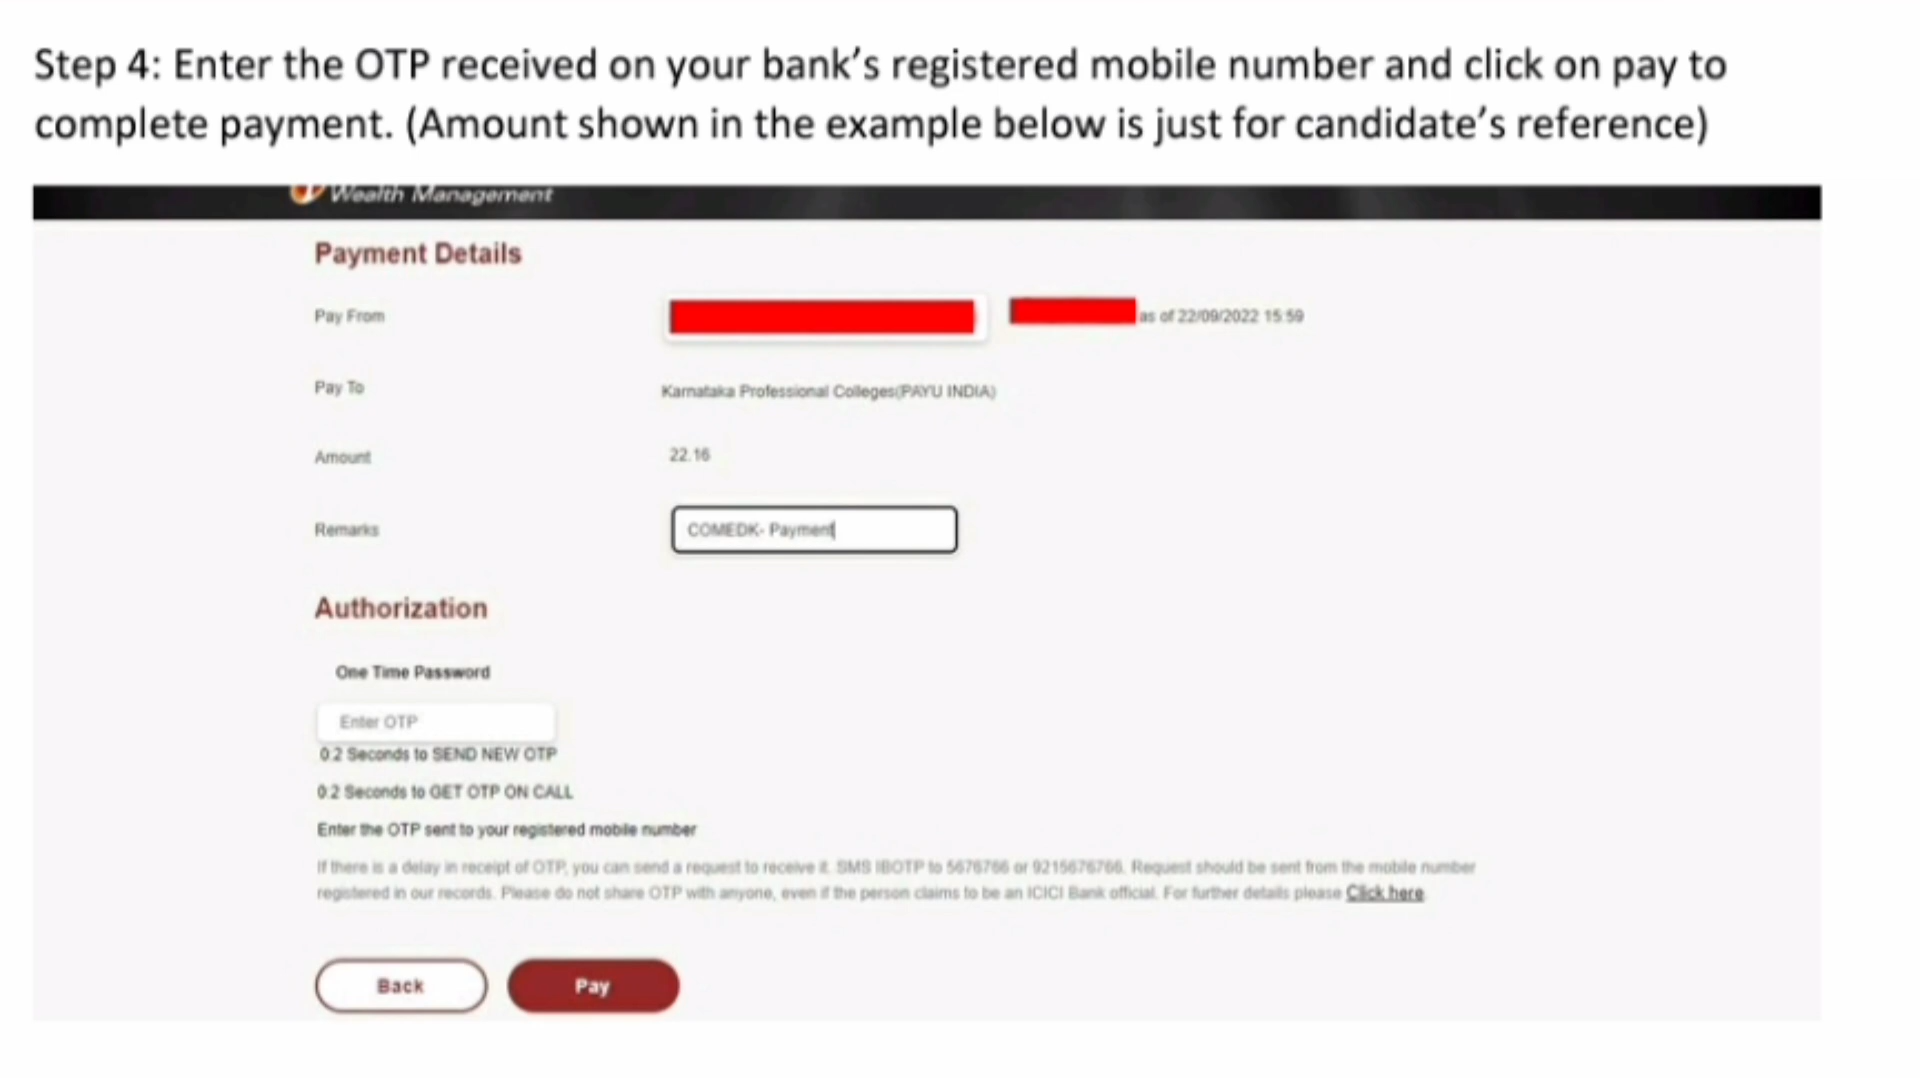 Step 4: Enter the OTP received on your bank's registered mobile number and click on pay to
complete payment. (Amount shown in the example below is just for candidate's reference)
Wealth Management
Payment Details
Pay From
as of 22/09/2022 15:59
Pay To
Karnataka Professional Colleges(PAYU INDIA)
Amount
22.16
Remarks
COMEDK- Payment
Authorization
One Time Password
Enter OTP
0:2 Seconds to SEND NEW OTP
0:2 Seconds to GET OTP ON CALL
Enter the OTP sent to your registered mobile number
If there is a delay in receipt of OTP, you can send a request to receive it. SMS IBOTP to 5676766 or 9215676766. Request should be sent from the mobile number
registered in our records. Please do not share OTP with anyone, even if the person claims to be an ICICI Bank official. For further details please Click here
Back
Pay